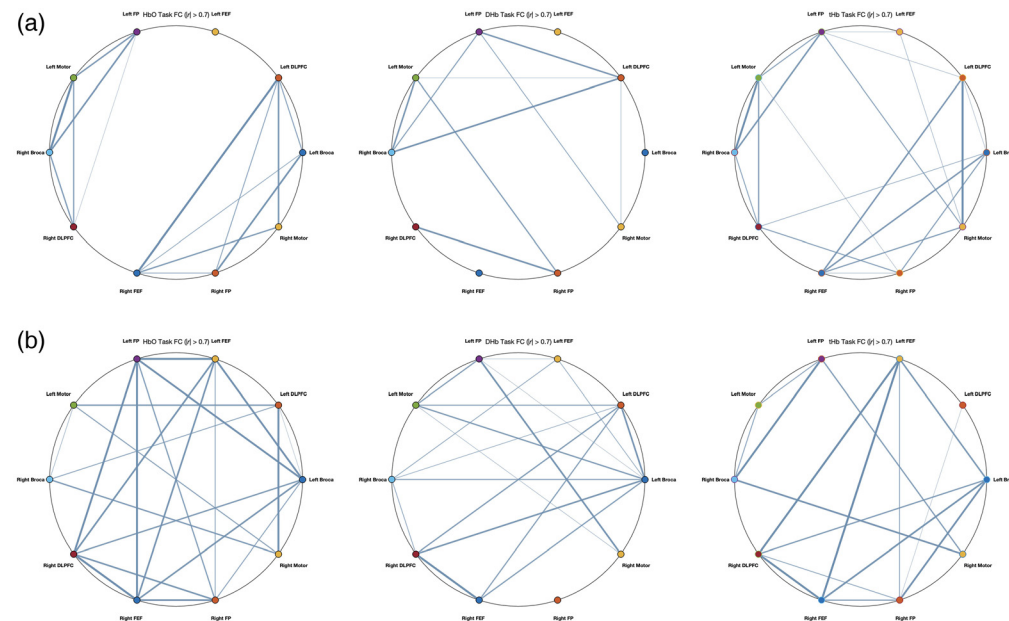 (a)
Left FP HbO Task FC (|r| > 0.7) Left FEF
Left Motor
Left DLPFC
Right Broca
Left Broca
Right DLPFC
Right Motor
Right FEF
Right FP
Left FP DHb Task FC (|r| > 0.7) Left FEF
Left Motor
Left DLPFC
Right Broca
Left Broca
Right DLPFC
Right Motor
Right FEF
Right FP
Left FP tHb Task FC (|r| > 0.7) Left FEF
Left Motor
Left DLPFC
Right Broca
Left Br
Right DLPFC
Right Motor
Right FEF
Right FP
(b)
Left FP HbO Task FC (|r| > 0.7) Left FEF
Left Motor
Left DLPFC
Right Broca
Left Broca
Right DLPFC
Right Motor
Right FEF
Right FP
Left FP DHb Task FC (|r| > 0.7) Left FEF
Left Motor
Left DLPFC
Right Broca
Left Broca
Right DLPFC
Right Motor
Right FEF
Right FP
Left FP tHb Task FC (|r| > 0.7) Left FEF
Left Motor
Left DLPFC
Right Broca
Left Br
Right DLPFC
Right Motor
Right FEF
Right FP